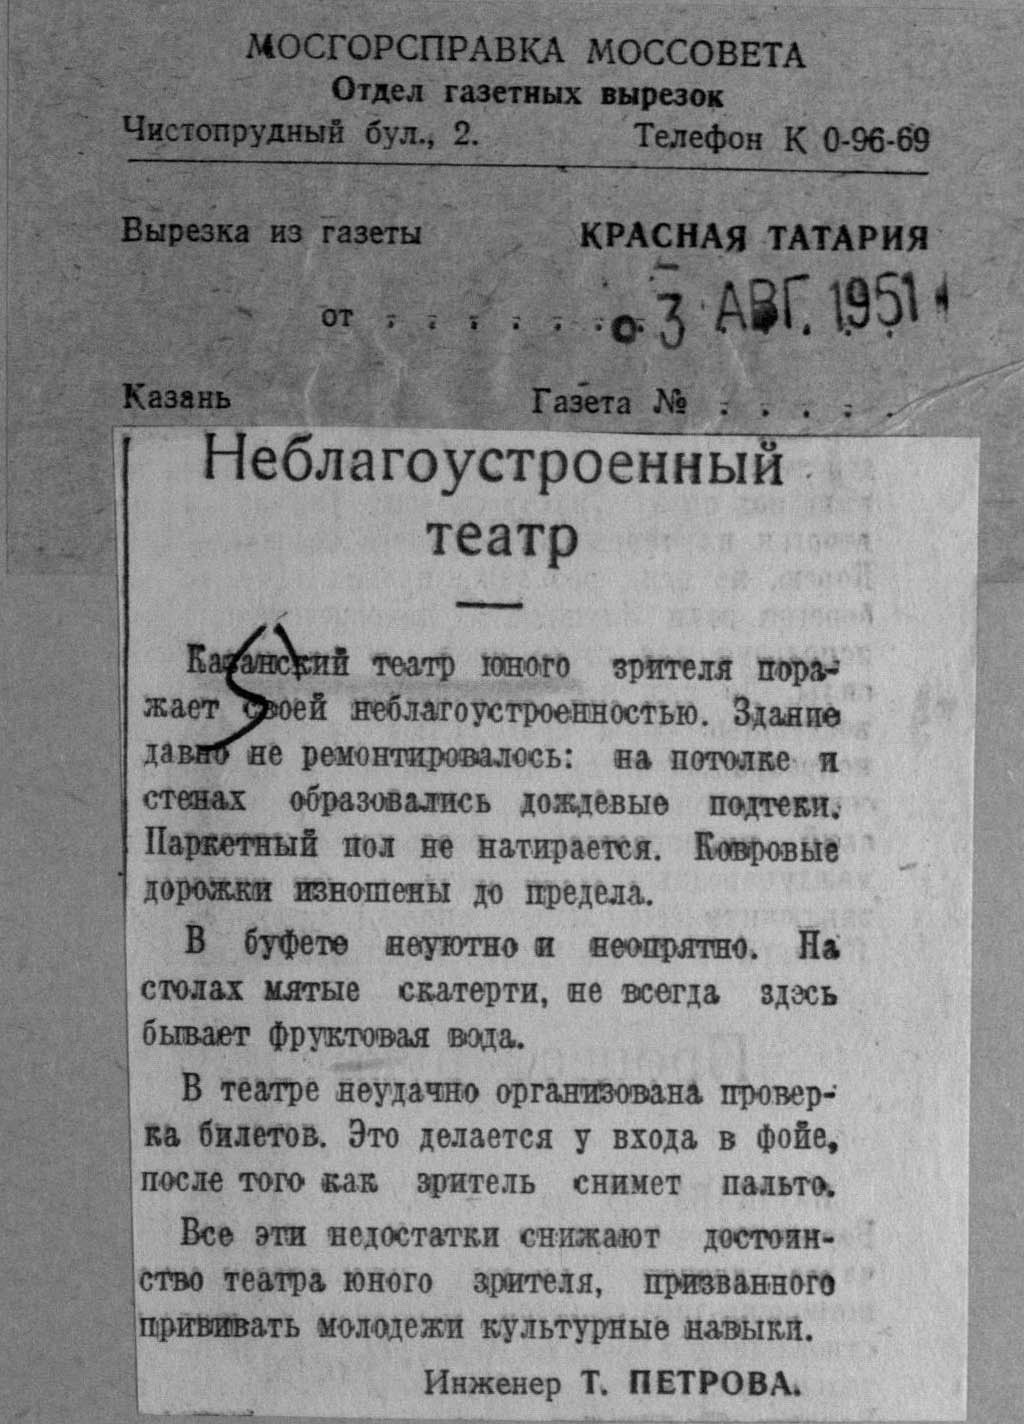 МОСГОРСПРАВКА МОССОВЕТА
Отдел газетных вырезок
Чистопрудный бул., 2. Телефон К 0-96-69
Вырезка из газеты КРАСНАЯ ТАТАРИЯ
от . . . . . . 3 АВГ. 1951
Казань Газета № . . . . .
Неблагоустроенный
театр
Казанский театр юного зрителя пора-
жает своей неблагоустроенностью. Здание
давно не ремонтировалось: на потолке и
стенах образовались дождевые подтеки.
Паркетный пол не натирается. Ковровые
дорожки изношены до предела.
В буфете неуютно и неопрятно. На
столах мятые скатерти, не всегда здесь
бывает фруктовая вода.
В театре неудачно организована провер-
ка билетов. Это делается у входа в фойе,
после того как зритель снимет пальто.
Все эти недостатки снижают достоин-
ство театра юного зрителя, призванного
прививать молодежи культурные навыки.
Инженер Т. ПЕТРОВА.